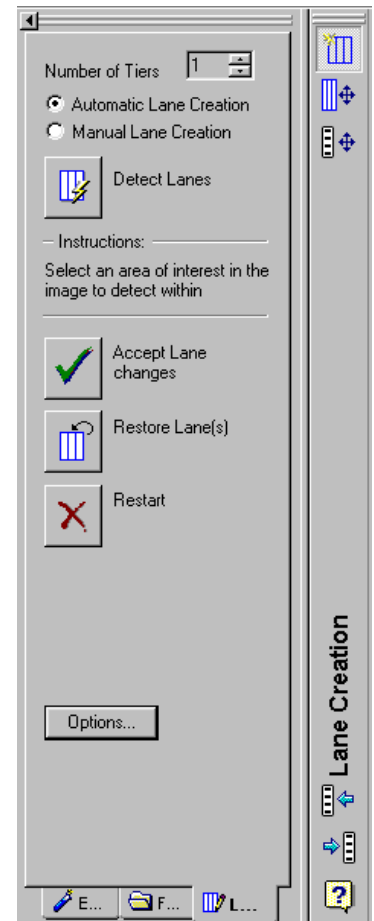 Number of Tiers 1
Automatic Lane Creation
Manual Lane Creation
Detect Lanes
Instructions:
Select an area of interest in the
image to detect within
Accept Lane
changes
Restore Lane(s)
Restart
Options...
E...
F...
L...
Lane Creation
?